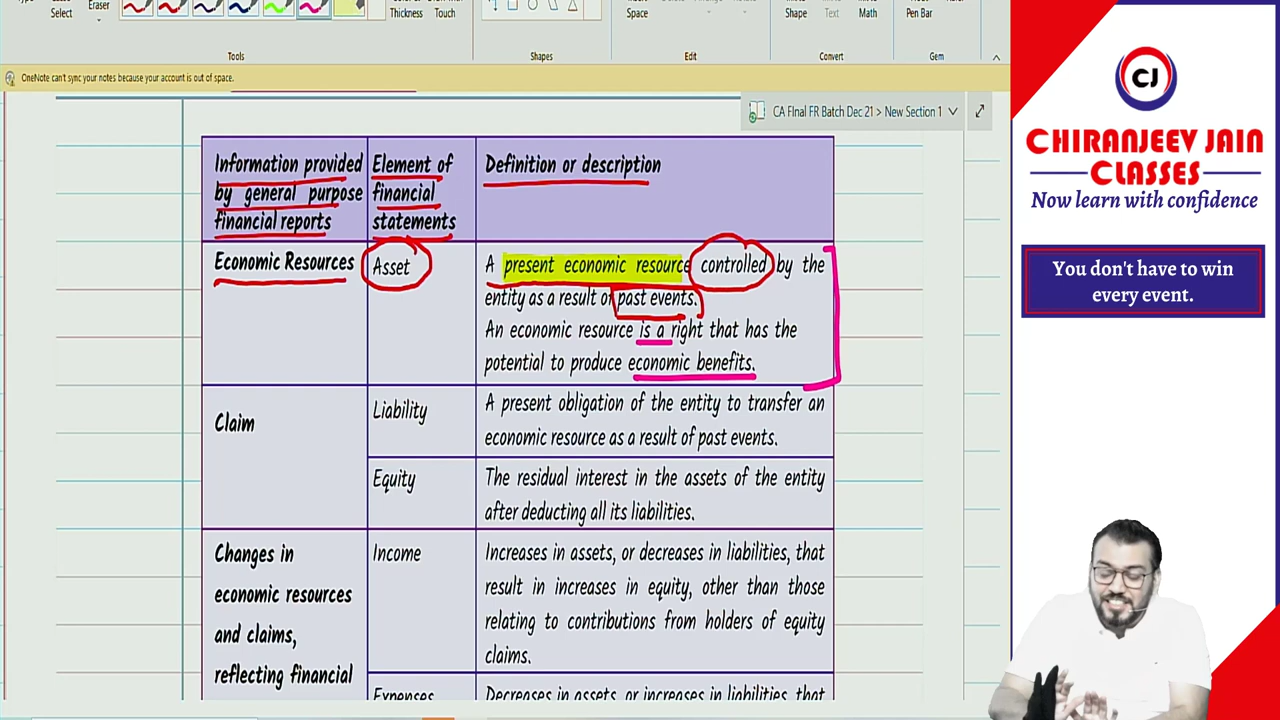 Eraser
Select
Thickness
Touch
Space
Shape
Text
Math
Pen Bar
Tools
Shapes
Edit
Convert
Gem
OneNote can't sync your notes because your account is out of space.
CA FInal FR Batch Dec 21 > New Section 1
Information provided
by general purpose
financial reports
Element of
financial
statements
Definition or description
Economic Resources
Asset
A present economic resource controlled by the
entity as a result of past events.
An economic resource is a right that has the
potential to produce economic benefits.
Claim
Liability
A present obligation of the entity to transfer an
economic resource as a result of past events.
Equity
The residual interest in the assets of the entity
after deducting all its liabilities.
Changes in
economic resources
and claims,
reflecting financial
Income
Increases in assets, or decreases in liabilities, that
result in increases in equity, other than those
relating to contributions from holders of equity
claims.
Expenses
Decreases in assets, or increases in liabilities, that
CJ
CHIRANJEEV JAIN
CLASSES
Now learn with confidence
You don't have to win
every event.